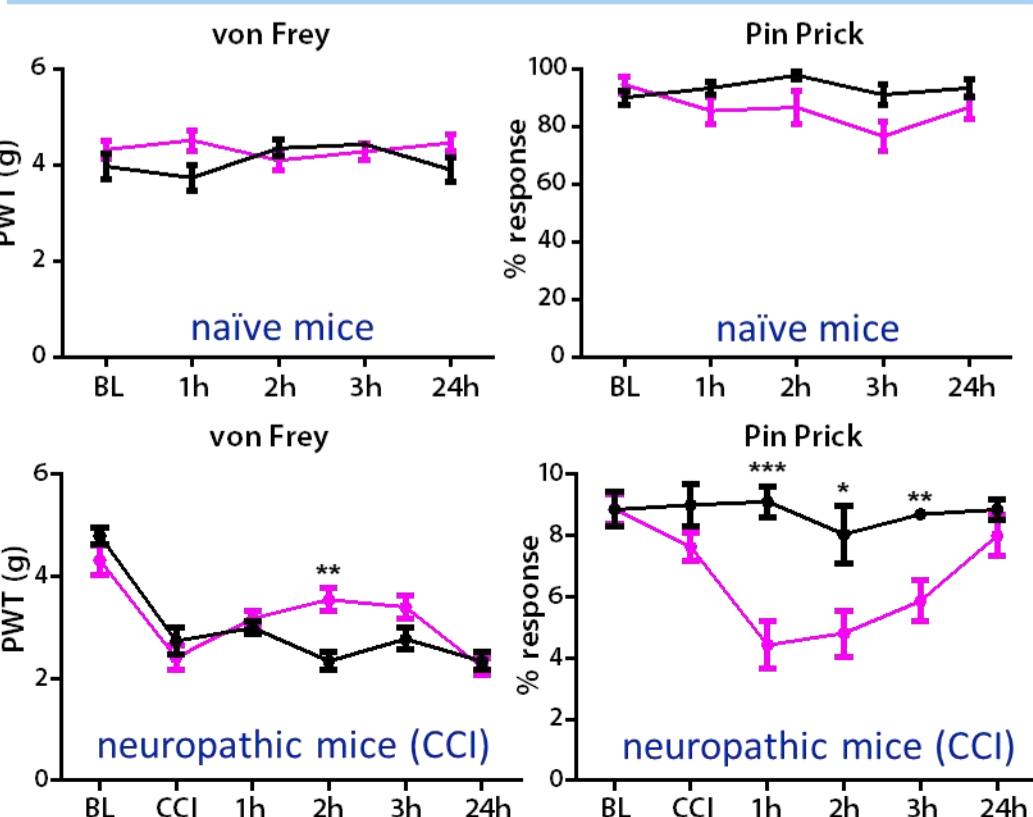 von Frey
6
4
2
0
PWT (g)
naïve mice
BL 1h 2h 3h 24h
Pin Prick
100
80
60
40
20
0
% response
naïve mice
BL 1h 2h 3h 24h
von Frey
6
4
2
0
PWT (g)
**
neuropathic mice (CCI)
BL CCI 1h 2h 3h 24h
Pin Prick
10
8
6
4
2
0
% response
*** * **
neuropathic mice (CCI)
BL CCI 1h 2h 3h 24h